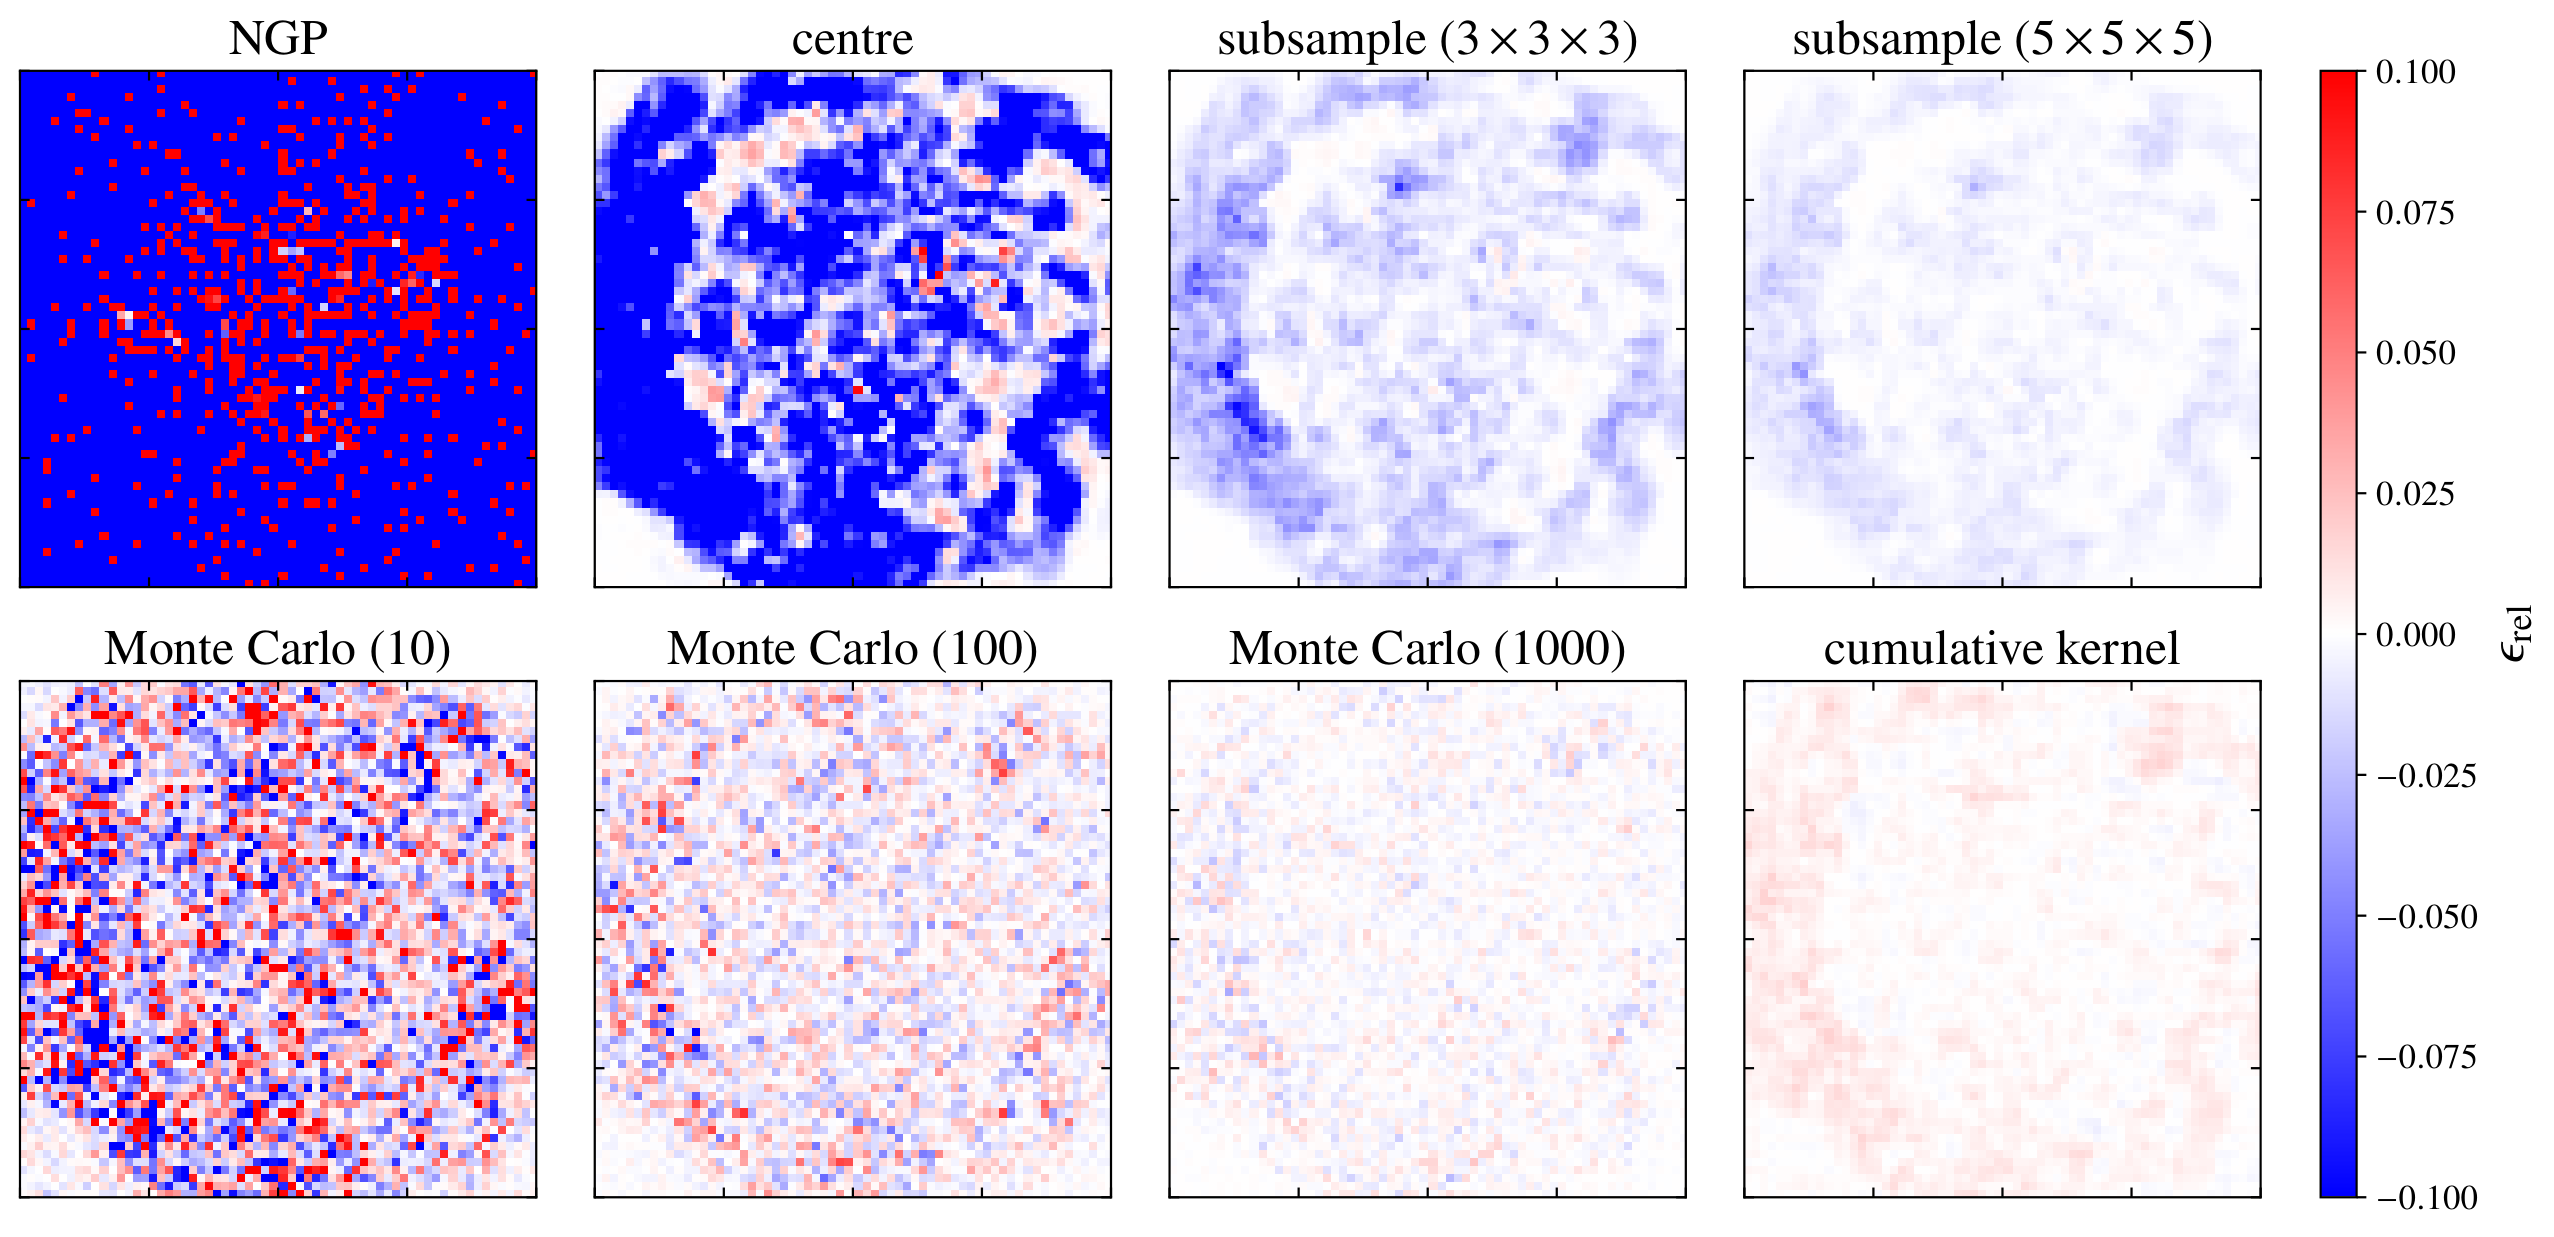 NGP
centre
subsample (3×3×3)
subsample (5×5×5)
Monte Carlo (10)
Monte Carlo (100)
Monte Carlo (1000)
cumulative kernel
0.100
0.075
0.050
0.025
0.000
−0.025
−0.050
−0.075
−0.100
ϵrel